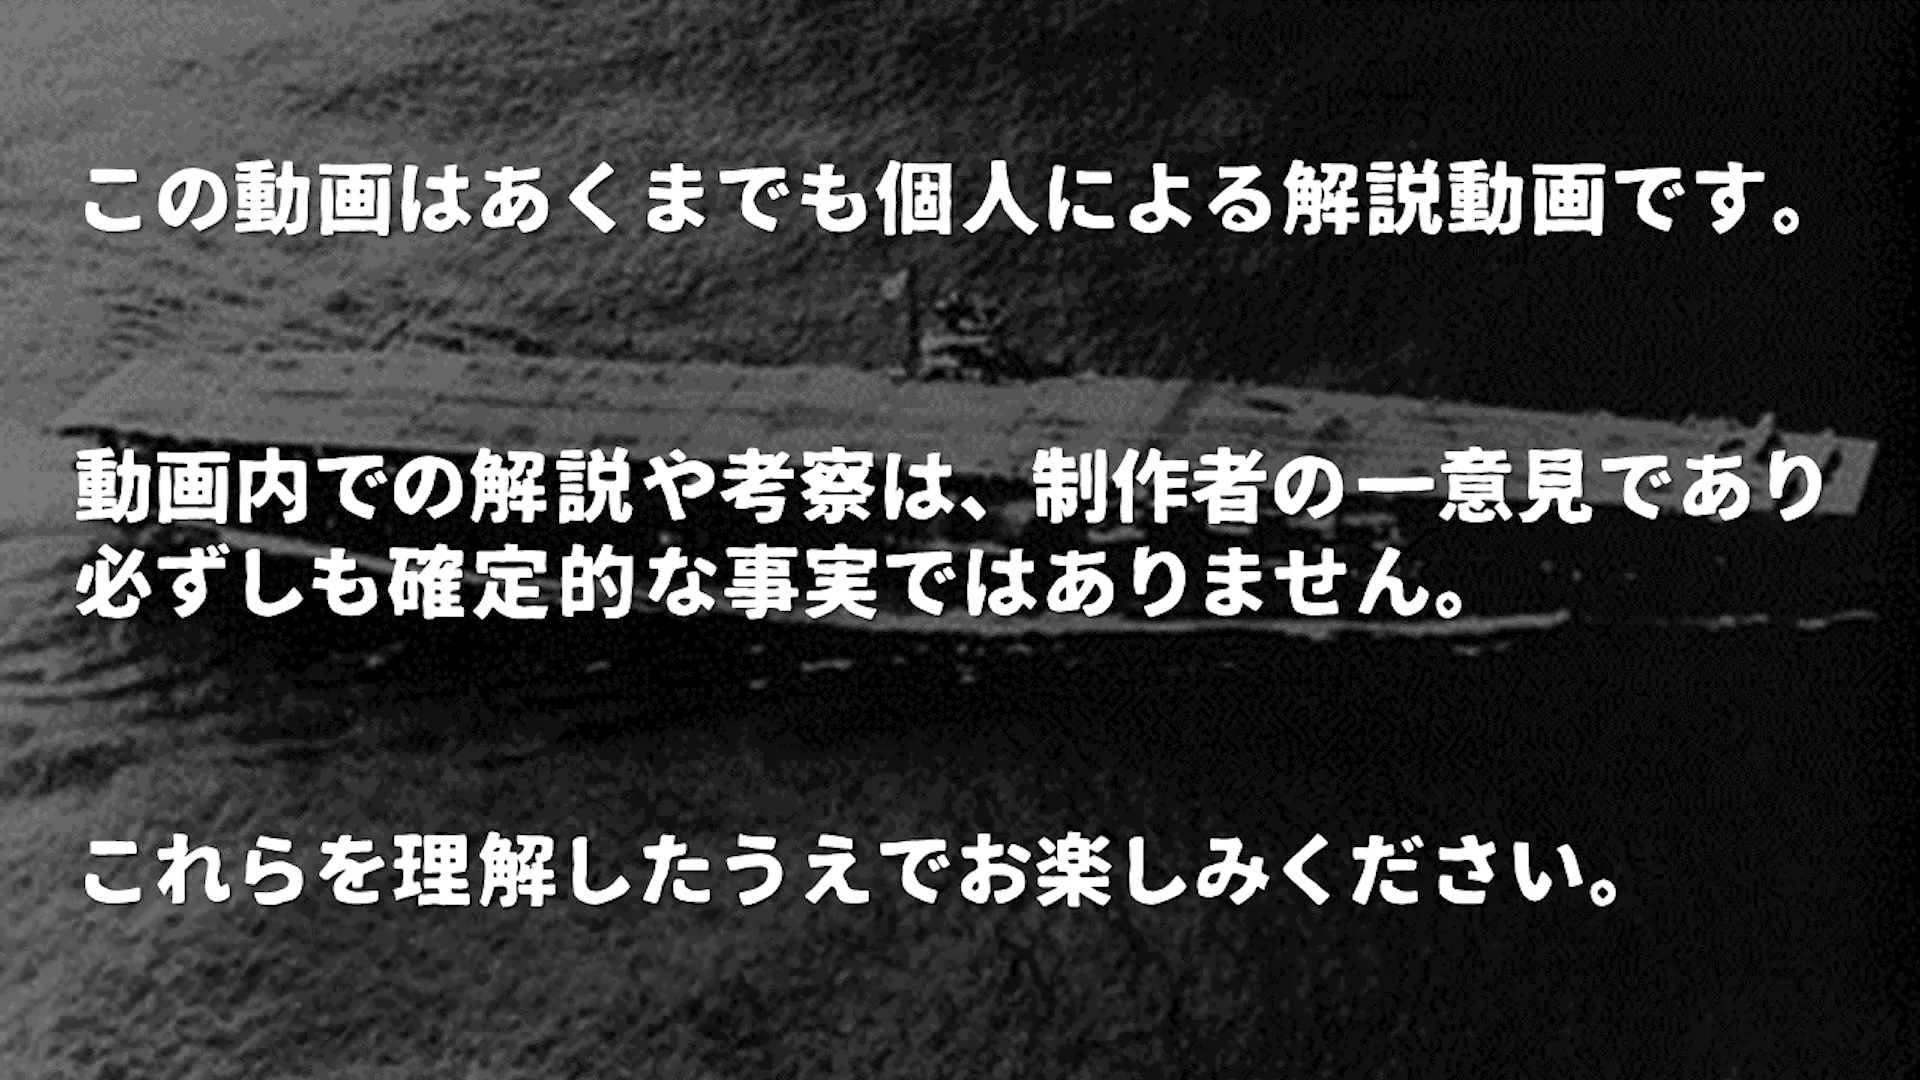 この動画はあくまでも個人による解説動画です。
動画内での解説や考察は、制作者の一意見であり
必ずしも確定的な事実ではありません。
これらを理解したうえでお楽しみください。